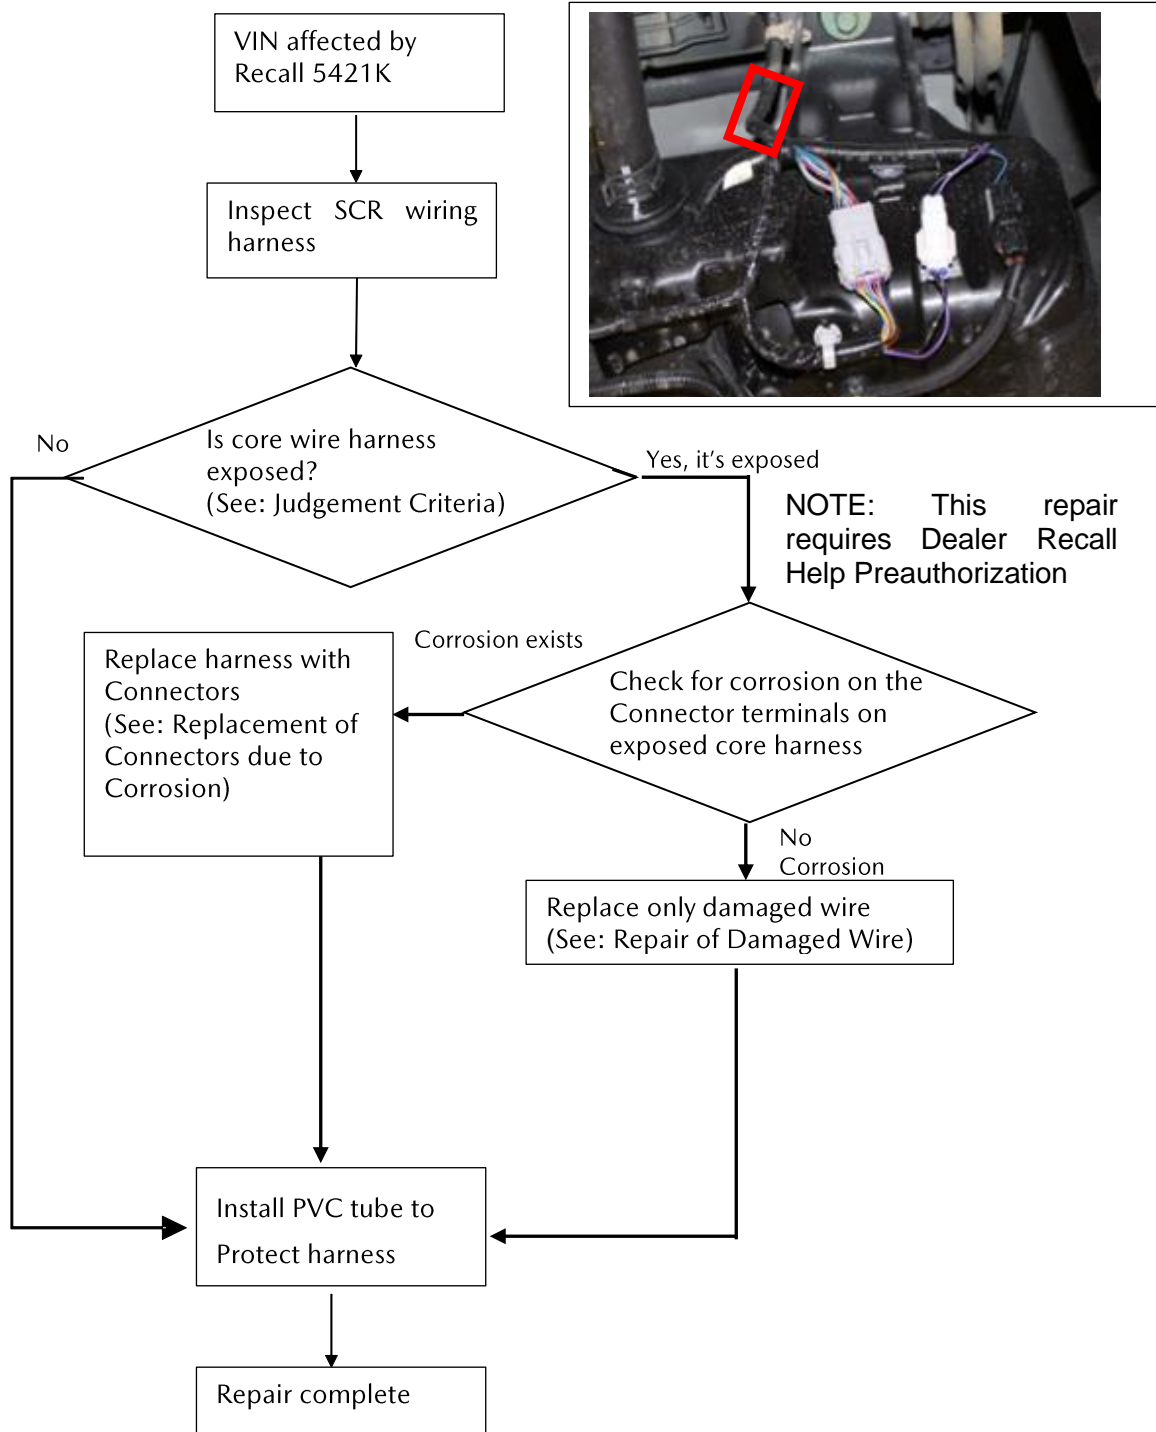 VIN affected by
Recall 5421K
Inspect SCR wiring
harness
No
Is core wire harness
exposed?
(See: Judgement Criteria)
Yes, it's exposed
NOTE: This repair
requires Dealer Recall
Help Preauthorization
Corrosion exists
Replace harness with
Connectors
(See: Replacement of
Connectors due to
Corrosion)
Check for corrosion on the
Connector terminals on
exposed core harness
No
Corrosion
Replace only damaged wire
(See: Repair of Damaged Wire)
Install PVC tube to
Protect harness
Repair complete